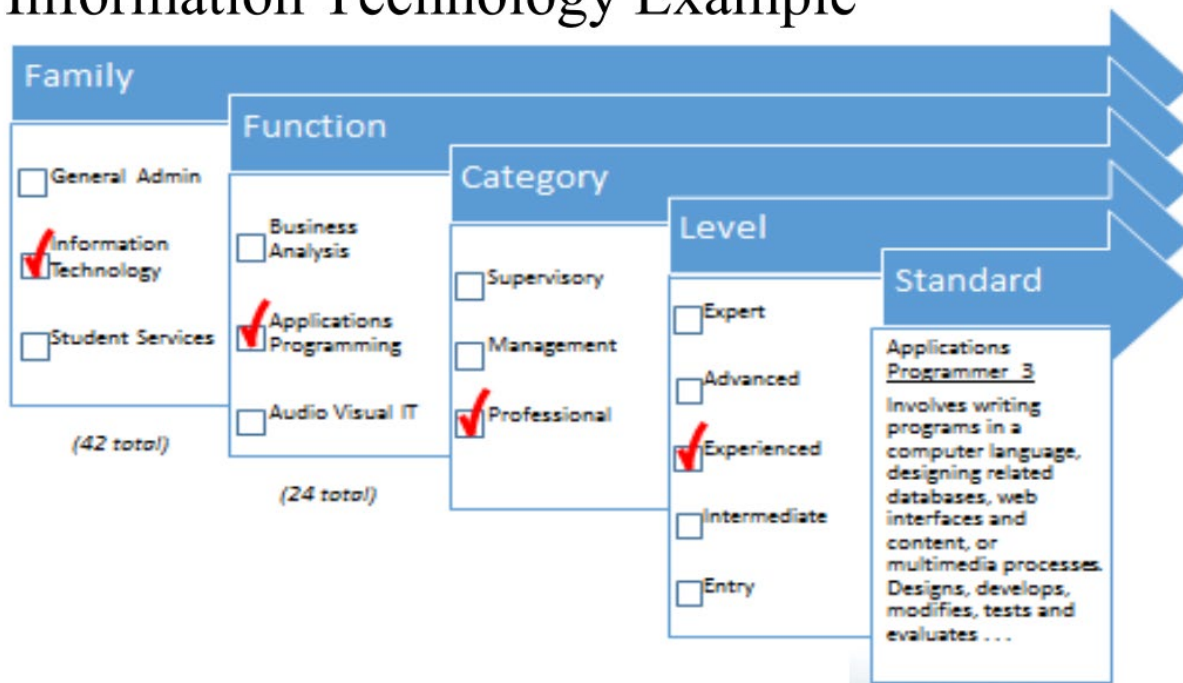 Information Technology Example
Family
General Admin
Information
Technology
Student Services
(42 total)
Function
Business
Analysis
Applications
Programming
Audio Visual IT
(24 total)
Category
Supervisory
Management
Professional
Level
Expert
Advanced
Experienced
Intermediate
Entry
Standard
Applications
Programmer 3
Involves writing
programs in a
computer language,
designing related
databases, web
interfaces and
content, or
multimedia processes.
Designs, develops,
modifies, tests and
evaluates . . .